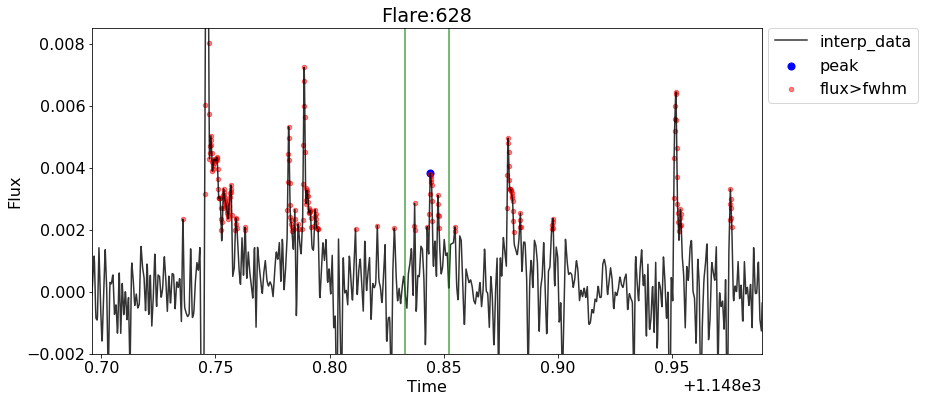 Flare:628
interp_data
peak
flux>fwhm
Flux
0.008
0.006
0.004
0.002
0.000
−0.002
0.70 0.75 0.80 0.85 0.90 0.95
Time
+1.148e3